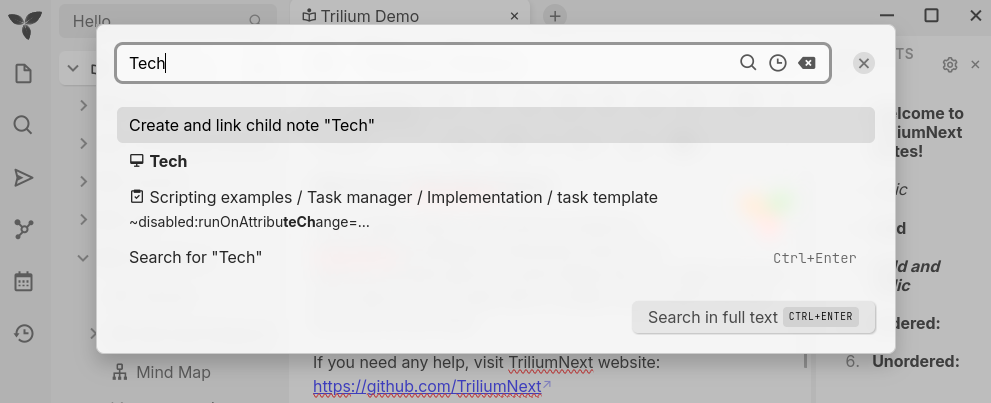 Hello
Trilium Demo
Tech
Create and link child note "Tech"
Tech
Scripting examples / Task manager / Implementation / task template
~disabled:runOnAttributeChange=...
Search for "Tech"
Ctrl+Enter
Search in full text CTRL+ENTER
TS
elcome to
iumNext
tes!
ic
d
ld and
lic
dered:
6. Unordered:
Mind Map
If you need any help, visit TriliumNext website:
https://github.com/TriliumNext